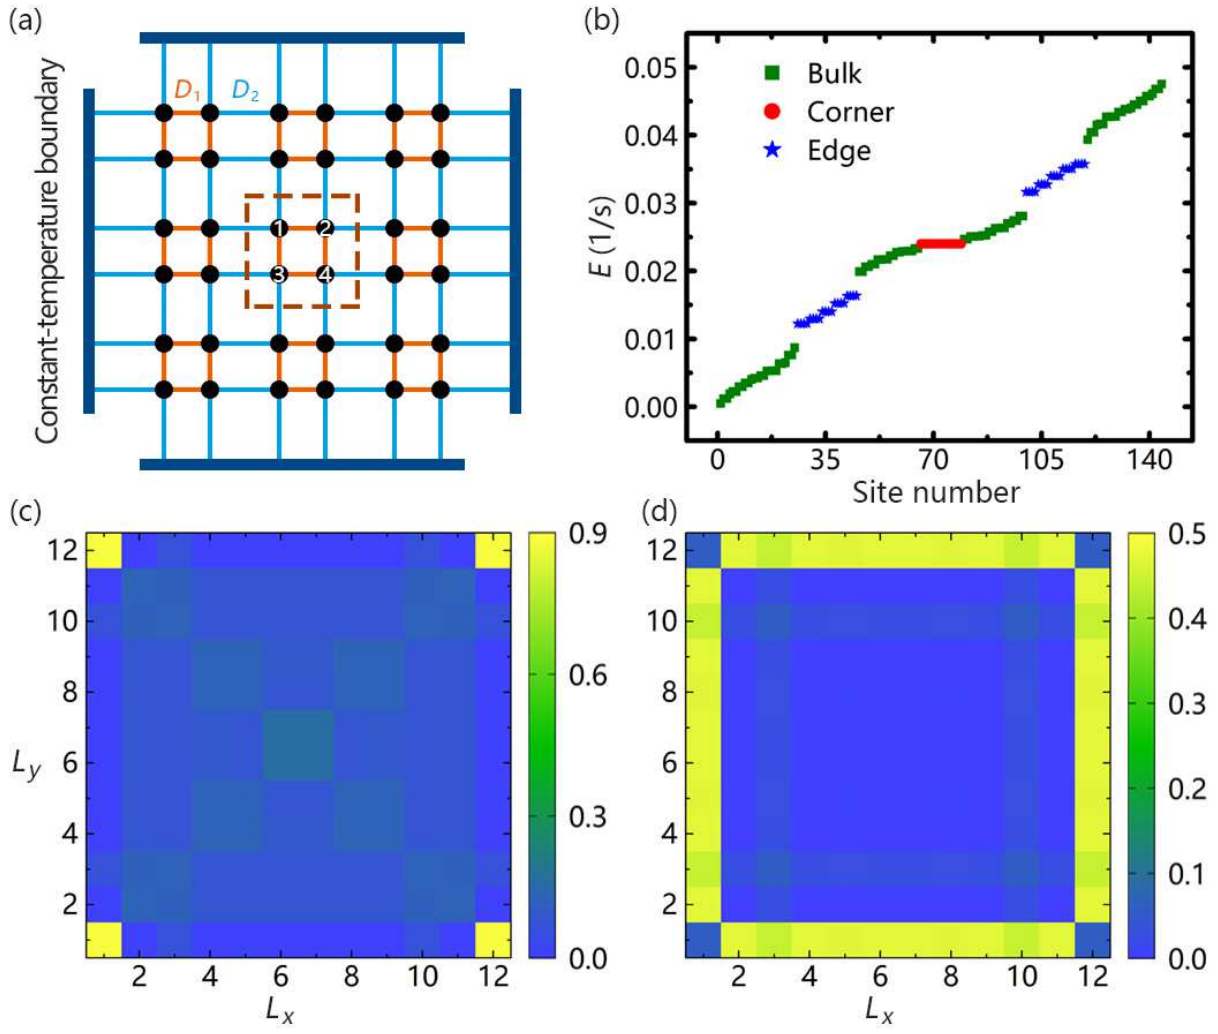 (a)
Constant-temperature boundary
D1 D2
1 2
3 4
(b)
E (1/s)
0.05
0.04
0.03
0.02
0.01
0.00
Bulk
Corner
Edge
0 35 70 105 140
Site number
(c)
Ly
12
10
8
6
4
2
2 4 6 8 10 12
Lx
0.9
0.6
0.3
0.0
(d)
12
10
8
6
4
2
2 4 6 8 10 12
Lx
0.5
0.4
0.3
0.2
0.1
0.0